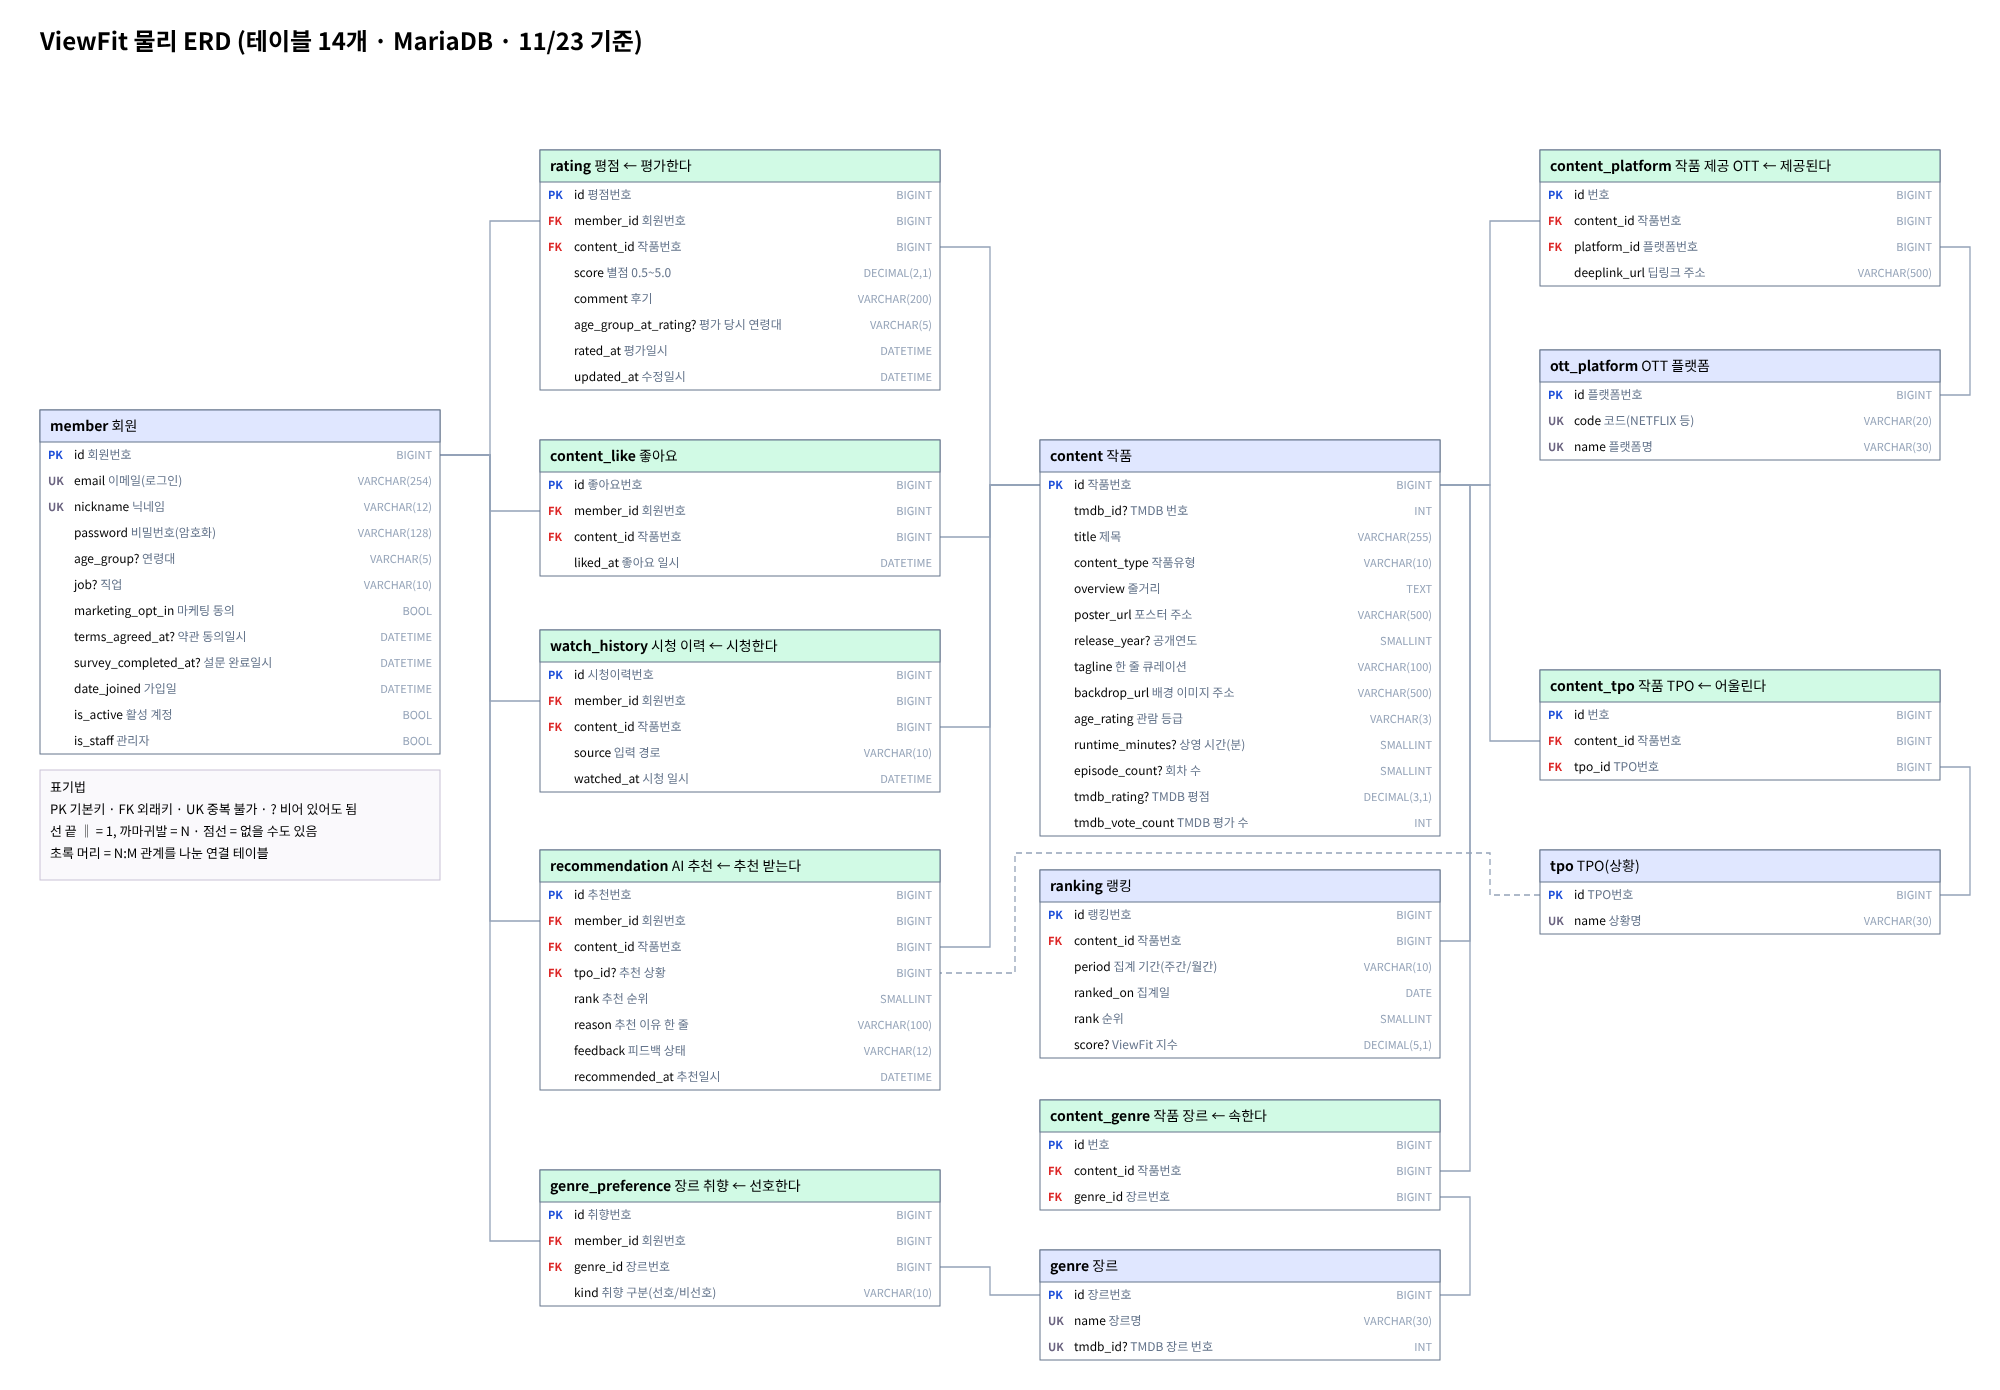 ViewFit 물리 ERD (테이블 14개 · MariaDB · 11/23 기준)
member 회원
PK id 회원번호 BIGINT
UK email 이메일(로그인) VARCHAR(254)
UK nickname 닉네임 VARCHAR(12)
password 비밀번호(암호화) VARCHAR(128)
age_group? 연령대 VARCHAR(5)
job? 직업 VARCHAR(10)
marketing_opt_in 마케팅 동의 BOOL
terms_agreed_at? 약관 동의일시 DATETIME
survey_completed_at? 설문 완료일시 DATETIME
date_joined 가입일 DATETIME
is_active 활성 계정 BOOL
is_staff 관리자 BOOL
표기법
PK 기본키 · FK 외래키 · UK 중복 불가 · ? 비어 있어도 됨
선 끝 ∥ = 1, 까마귀발 = N · 점선 = 없을 수도 있음
초록 머리 = N:M 관계를 나눈 연결 테이블
rating 평점 ← 평가한다
PK id 평점번호 BIGINT
FK member_id 회원번호 BIGINT
FK content_id 작품번호 BIGINT
score 별점 0.5~5.0 DECIMAL(2,1)
comment 후기 VARCHAR(200)
age_group_at_rating? 평가 당시 연령대 VARCHAR(5)
rated_at 평가일시 DATETIME
updated_at 수정일시 DATETIME
content_like 좋아요
PK id 좋아요번호 BIGINT
FK member_id 회원번호 BIGINT
FK content_id 작품번호 BIGINT
liked_at 좋아요 일시 DATETIME
watch_history 시청 이력 ← 시청한다
PK id 시청이력번호 BIGINT
FK member_id 회원번호 BIGINT
FK content_id 작품번호 BIGINT
source 입력 경로 VARCHAR(10)
watched_at 시청 일시 DATETIME
recommendation AI 추천 ← 추천 받는다
PK id 추천번호 BIGINT
FK member_id 회원번호 BIGINT
FK content_id 작품번호 BIGINT
FK tpo_id? 추천 상황 BIGINT
rank 추천 순위 SMALLINT
reason 추천 이유 한 줄 VARCHAR(100)
feedback 피드백 상태 VARCHAR(12)
recommended_at 추천일시 DATETIME
genre_preference 장르 취향 ← 선호한다
PK id 취향번호 BIGINT
FK member_id 회원번호 BIGINT
FK genre_id 장르번호 BIGINT
kind 취향 구분(선호/비선호) VARCHAR(10)
content 작품
PK id 작품번호 BIGINT
tmdb_id? TMDB 번호 INT
title 제목 VARCHAR(255)
content_type 작품유형 VARCHAR(10)
overview 줄거리 TEXT
poster_url 포스터 주소 VARCHAR(500)
release_year? 공개연도 SMALLINT
tagline 한 줄 큐레이션 VARCHAR(100)
backdrop_url 배경 이미지 주소 VARCHAR(500)
age_rating 관람 등급 VARCHAR(3)
runtime_minutes? 상영 시간(분) SMALLINT
episode_count? 회차 수 SMALLINT
tmdb_rating? TMDB 평점 DECIMAL(3,1)
tmdb_vote_count TMDB 평가 수 INT
ranking 랭킹
PK id 랭킹번호 BIGINT
FK content_id 작품번호 BIGINT
period 집계 기간(주간/월간) VARCHAR(10)
ranked_on 집계일 DATE
rank 순위 SMALLINT
score? ViewFit 지수 DECIMAL(5,1)
content_genre 작품 장르 ← 속한다
PK id 번호 BIGINT
FK content_id 작품번호 BIGINT
FK genre_id 장르번호 BIGINT
genre 장르
PK id 장르번호 BIGINT
UK name 장르명 VARCHAR(30)
UK tmdb_id? TMDB 장르 번호 INT
content_platform 작품 제공 OTT ← 제공된다
PK id 번호 BIGINT
FK content_id 작품번호 BIGINT
FK platform_id 플랫폼번호 BIGINT
deeplink_url 딥링크 주소 VARCHAR(500)
ott_platform OTT 플랫폼
PK id 플랫폼번호 BIGINT
UK code 코드(NETFLIX 등) VARCHAR(20)
UK name 플랫폼명 VARCHAR(30)
content_tpo 작품 TPO ← 어울린다
PK id 번호 BIGINT
FK content_id 작품번호 BIGINT
FK tpo_id TPO번호 BIGINT
tpo TPO(상황)
PK id TPO번호 BIGINT
UK name 상황명 VARCHAR(30)